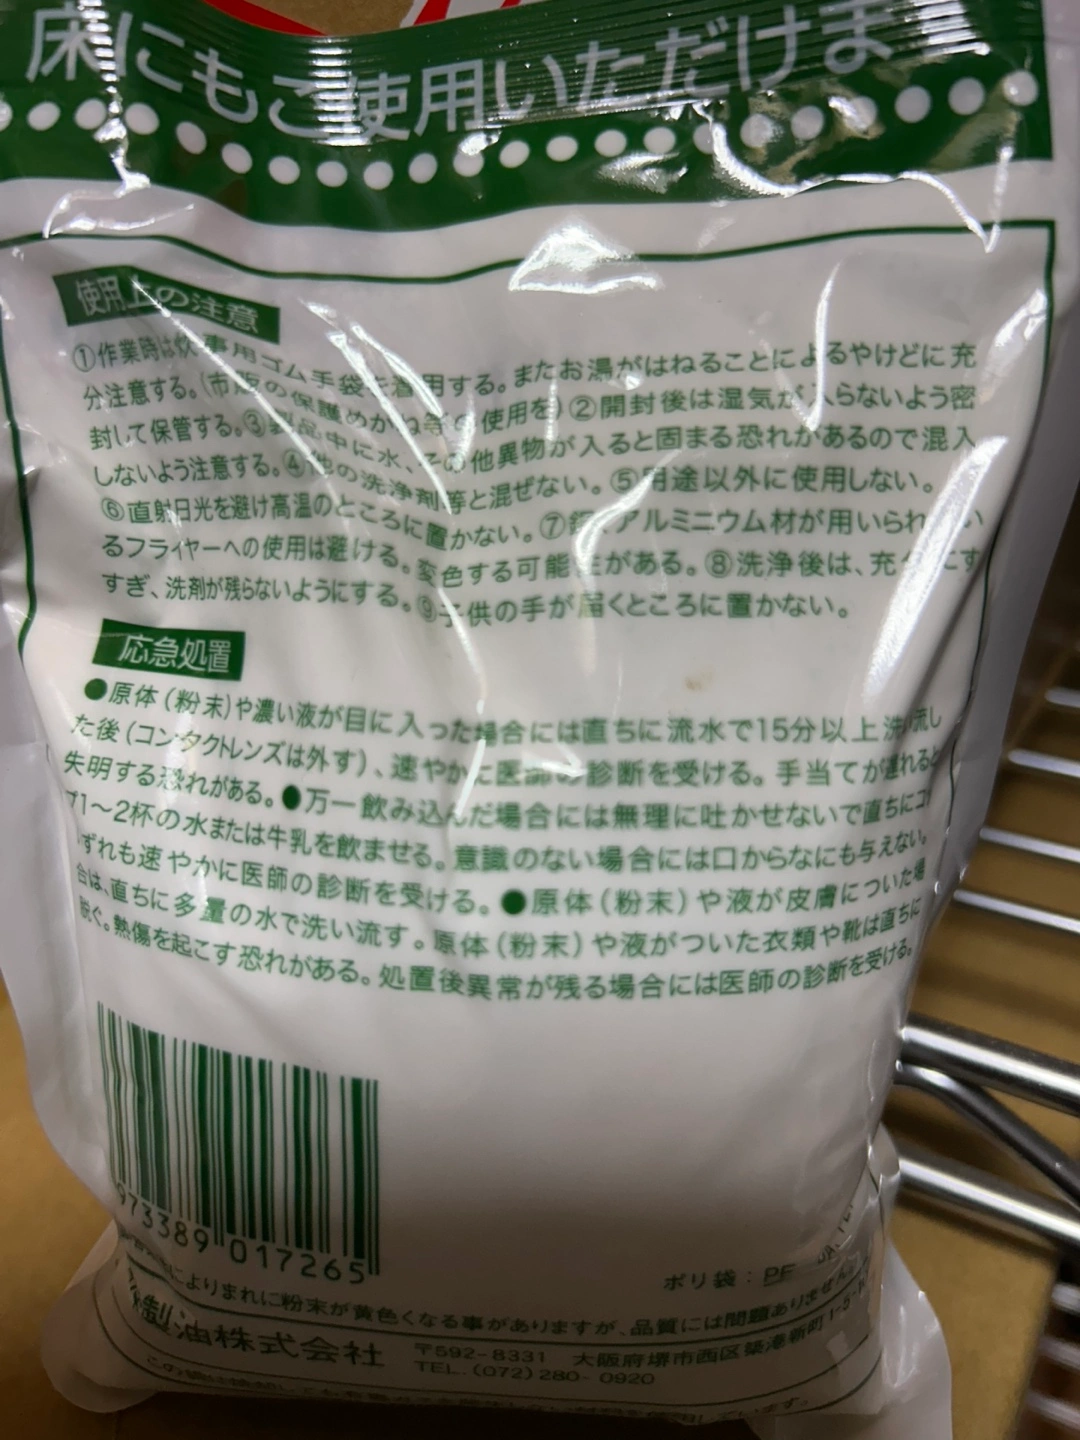 床にもご使用いただけま
使用上の注意
①作業時は炊事用ゴム手袋を着用する。またお湯がはねることによるやけどに充
分注意する。(市販の保護めがね等の使用を)②開封後は湿気が入らないよう密
封して保管する。③製品中に水、その他異物が入ると固まる恐れがあるので混入
しないよう注意する。④他の洗浄剤等と混ぜない。⑤用途以外に使用しない。
⑥直射日光を避け高温のところに置かない。⑦ アルミニウム材が用いられ い
るフライヤーへの使用は避ける。変色する可能性がある。⑧洗浄後は、充分にす
すぎ、洗剤が残らないようにする。⑨子供の手が届くところに置かない。
応急処置
●原体(粉末)や濃い液が目に入った場合には直ちに流水で15分以上洗い流し
た後(コンタクトレンズは外す)、速やかに医師の診断を受ける。手当てが遅れると
失明する恐れがある。●万一飲み込んだ場合には無理に吐かせないで直ちにコッ
プ1〜2杯の水または牛乳を飲ませる。意識のない場合には口からなにも与えない。
ずれも速やかに医師の診断を受ける。●原体(粉末)や液が皮膚についた場
合は、直ちに多量の水で洗い流す。原体(粉末)や液がついた衣類や靴は直ちに
脱ぐ。熱傷を起こす恐れがある。処置後異常が残る場合には医師の診断を受ける。
973389 017265
ポリ袋:PE
によりまれに粉末が黄色くなる事がありますが、品質には問題ありません
製油株式会社
〒592-8331 大阪府堺市西区築港新町1-5-10
TEL.(072)280-0920